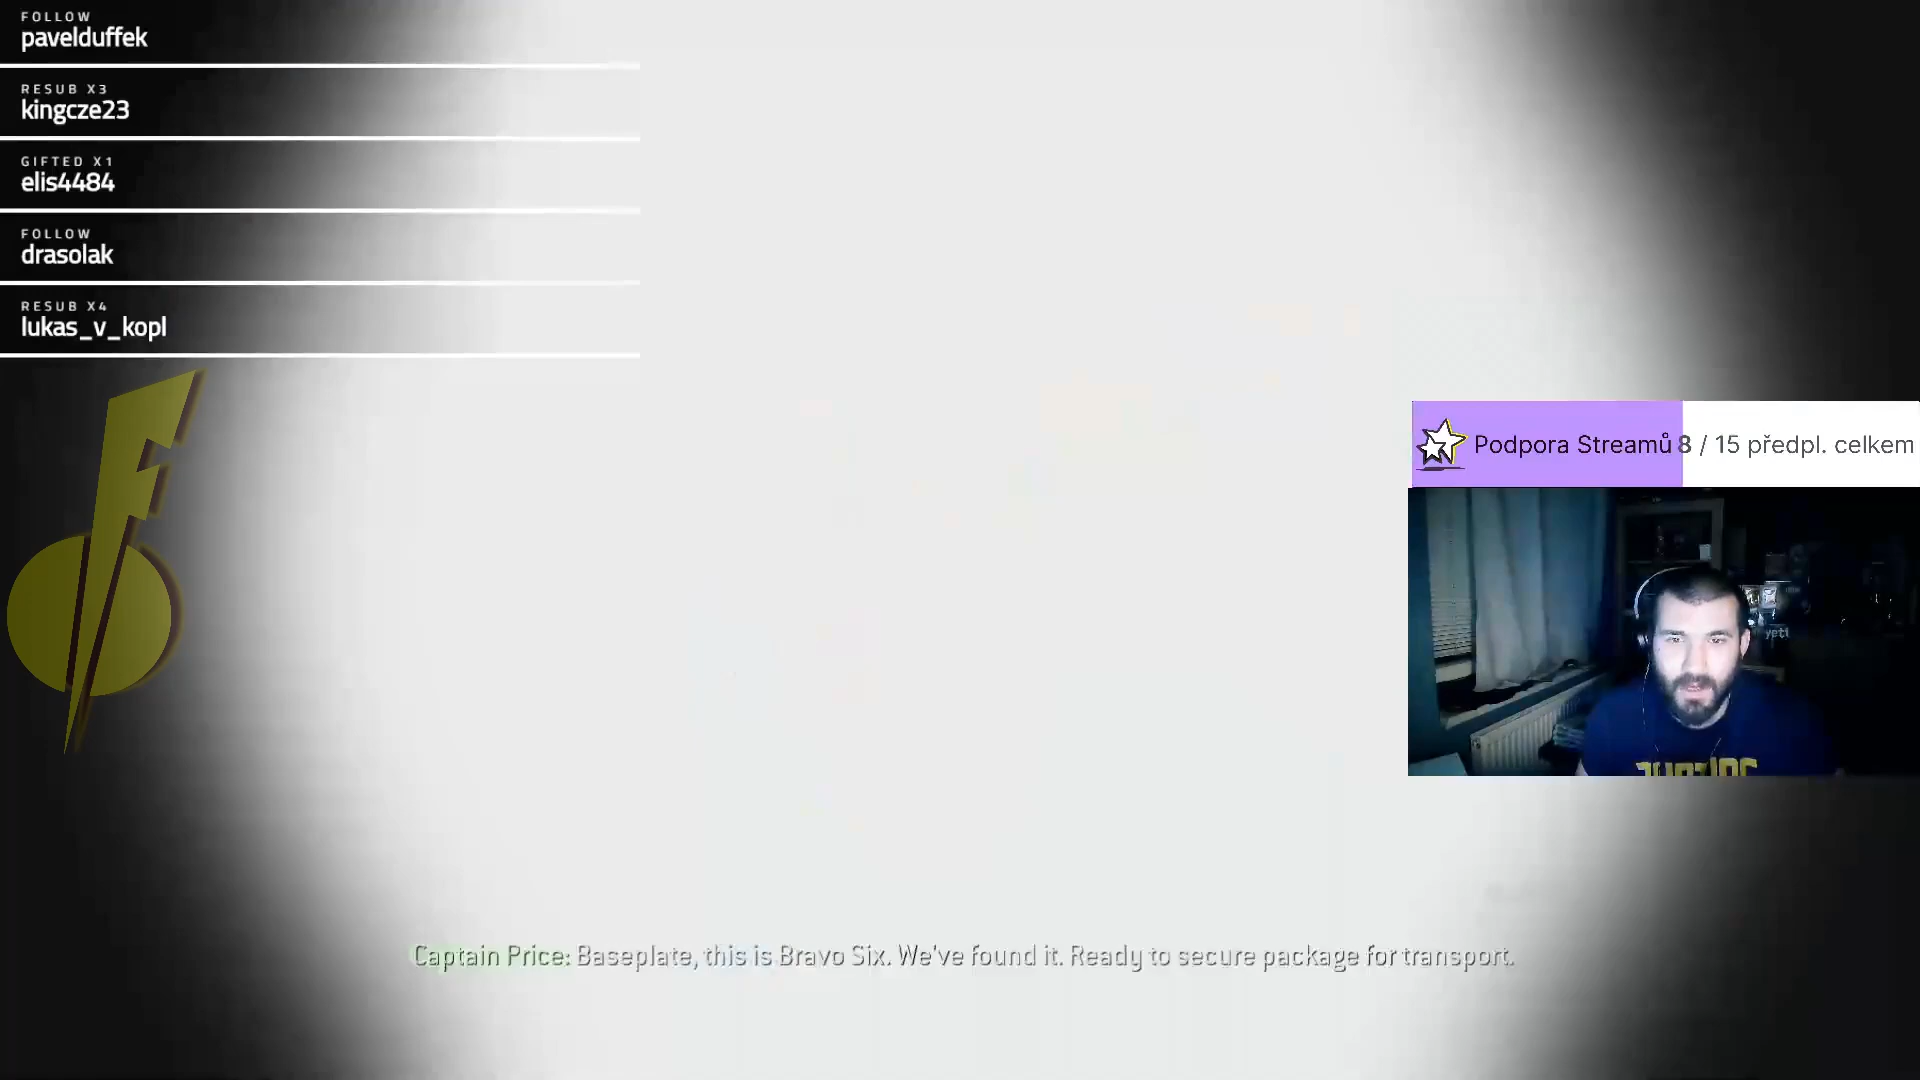 FOLLOW
pavelduffek
RESUB X3
kingcze23
GIFTED X1
elis4484
FOLLOW
drasolak
RESUB X4
lukas_v_kopl
Podpora Streamů 8 / 15 předpl. celkem
yeti
Captain Price: Baseplate, this is Bravo Six. We've found it. Ready to secure package for transport.